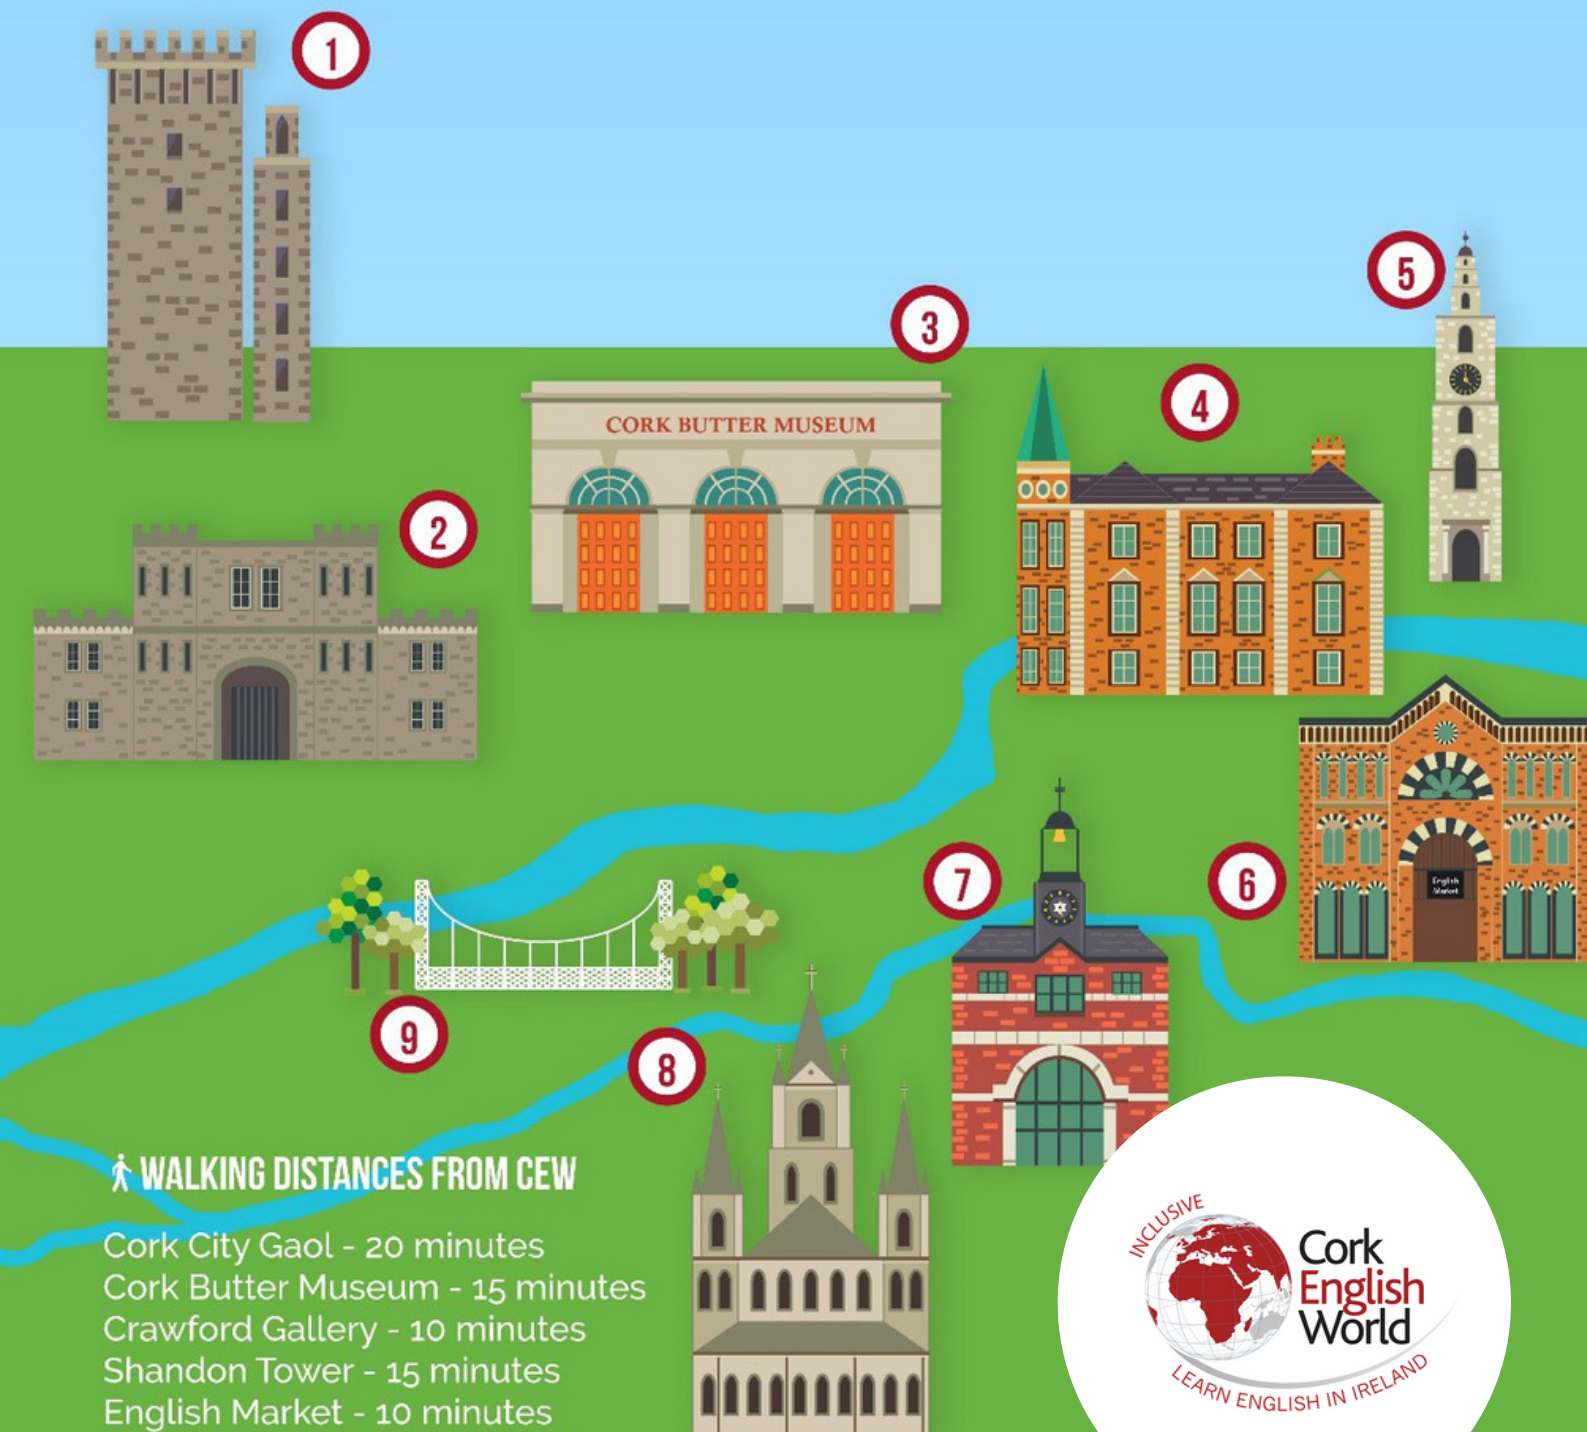 1
5
3
CORK BUTTER MUSEUM
4
2
7
6
English
Market
9
8
WALKING DISTANCES FROM CEW
Cork City Gaol - 20 minutes
Cork Butter Museum - 15 minutes
Crawford Gallery - 10 minutes
Shandon Tower - 15 minutes
English Market - 10 minutes
INCLUSIVE
Cork
English
World
LEARN ENGLISH IN IRELAND